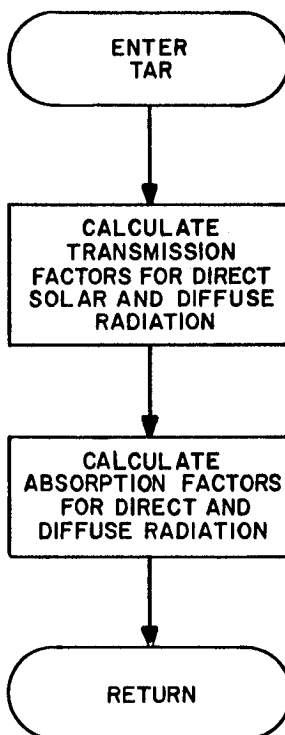 ENTER
TAR
CALCULATE
TRANSMISSION
FACTORS FOR DIRECT
SOLAR AND DIFFUSE
RADIATION
CALCULATE
ABSORPTION FACTORS
FOR DIRECT AND
DIFFUSE RADIATION
RETURN